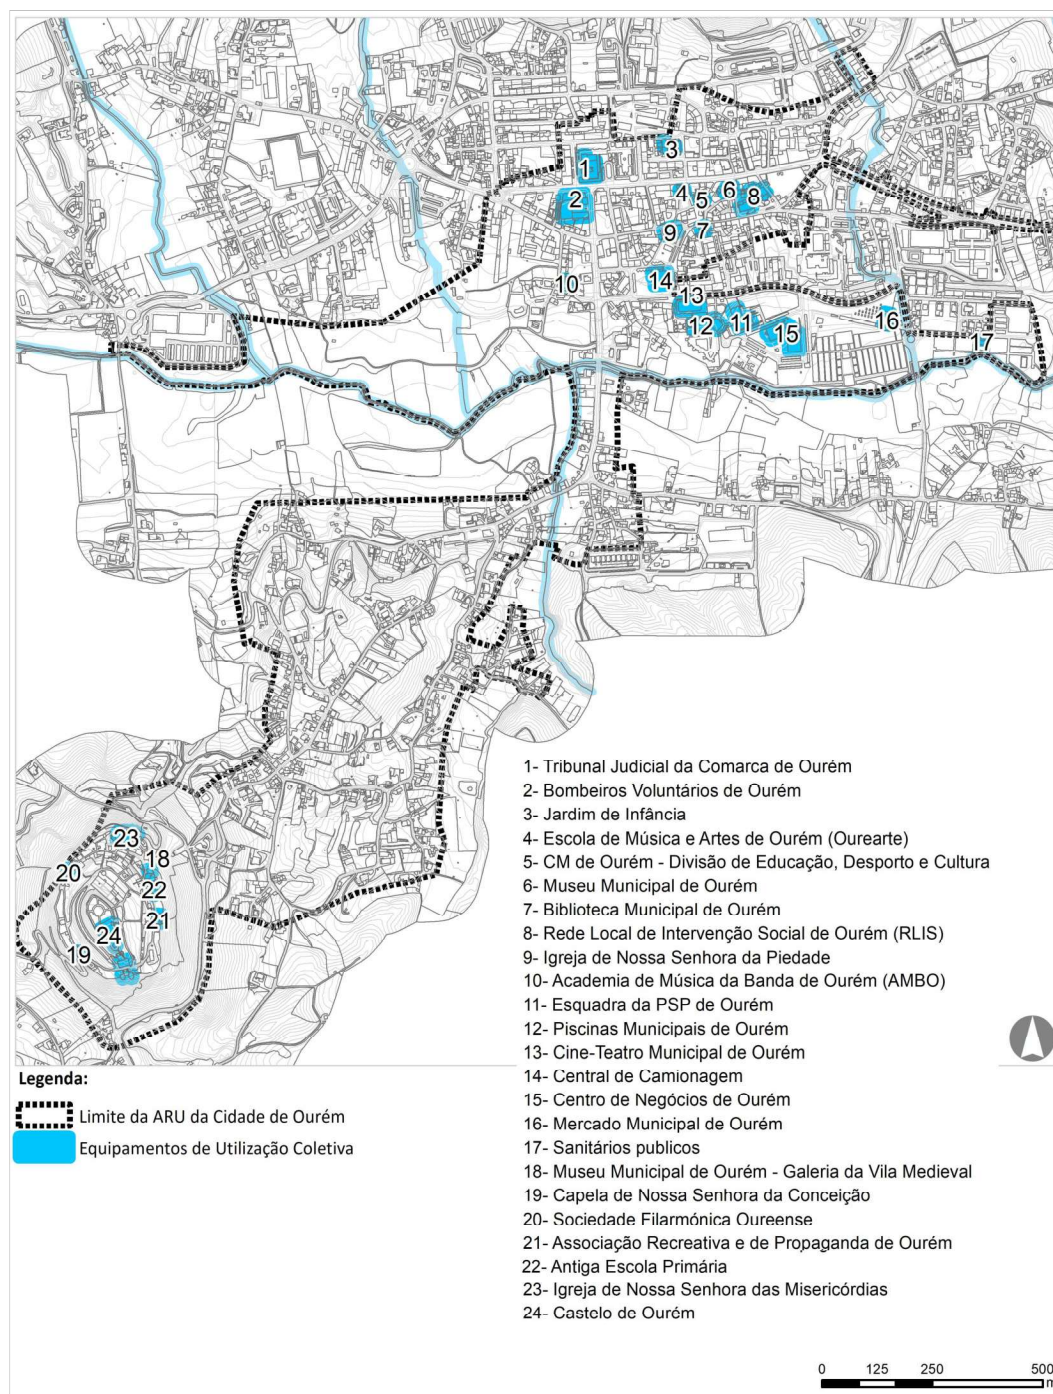 3
1
4
6
5
8
2
9
7
10
14
13
12
11
15
16
17
23
18
20
22
21
24
19
1- Tribunal Judicial da Comarca de Ourém
2- Bombeiros Voluntários de Ourém
3- Jardim de Infância
4- Escola de Música e Artes de Ourém (Ourearte)
5- CM de Ourém - Divisão de Educação, Desporto e Cultura
6- Museu Municipal de Ourém
7- Biblioteca Municipal de Ourém
8- Rede Local de Intervenção Social de Ourém (RLIS)
9- Igreja de Nossa Senhora da Piedade
10- Academia de Música da Banda de Ourém (AMBO)
11- Esquadra da PSP de Ourém
12- Piscinas Municipais de Ourém
13- Cine-Teatro Municipal de Ourém
14- Central de Camionagem
15- Centro de Negócios de Ourém
16- Mercado Municipal de Ourém
17- Sanitários publicos
18- Museu Municipal de Ourém - Galeria da Vila Medieval
19- Capela de Nossa Senhora da Conceição
20- Sociedade Filarmónica Oureense
21- Associação Recreativa e de Propaganda de Ourém
22- Antiga Escola Primária
23- Igreja de Nossa Senhora das Misericórdias
24- Castelo de Ourém
Legenda:
Limite da ARU da Cidade de Ourém
Equipamentos de Utilização Coletiva
0 125 250 500
m